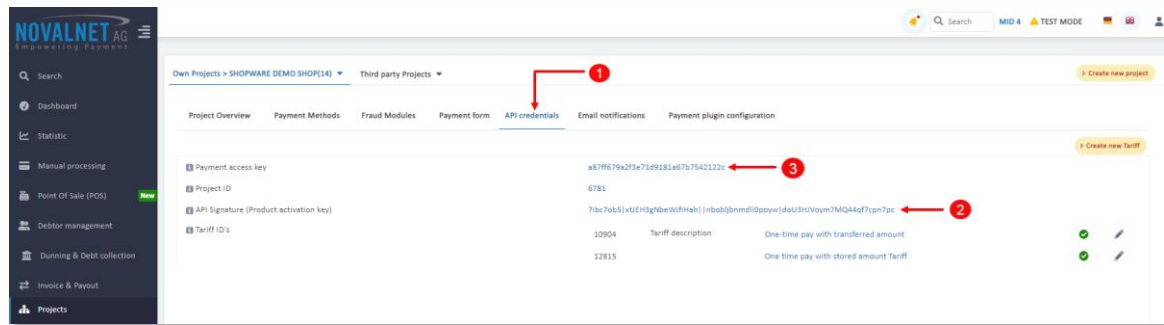 NOVALNET AG
Empowering Payment
Search
MID 4
TEST MODE
Search
Dashboard
Statistic
Manual processing
Point Of Sale (POS)
New
Debtor management
Dunning & Debt collection
Invoice & Payout
Projects
Own Projects > SHOPWARE DEMO SHOP(14)
Third party Projects
1
Create new project
Project Overview
Payment Methods
Fraud Modules
Payment form
API credentials
Email notifications
Payment plugin configuration
Create new Tariff
Payment access key
a87ff679a2f3e71d9181a67b7542122c
3
Project ID
6781
API Signature (Product activation key)
2
Tariff ID's
10904
Tariff description
One-time pay with transferred amount
12815
One time pay with stored amount Tariff